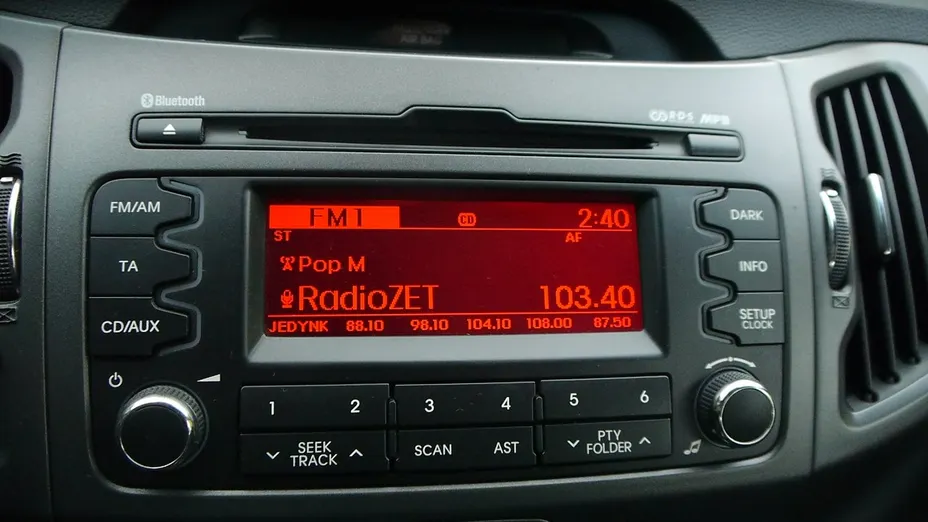 AIR BAG
Bluetooth
RDS MP3
FM/AM
TA
CD/AUX
FM1 CD 2:40
ST AF
Pop M
RadioZET 103.40
JEDYNK 88.10 98.10 104.10 108.00 87.50
DARK
INFO
SETUP
CLOCK
1 2 3 4 5 6
SEEK
TRACK
SCAN AST
PTY
FOLDER